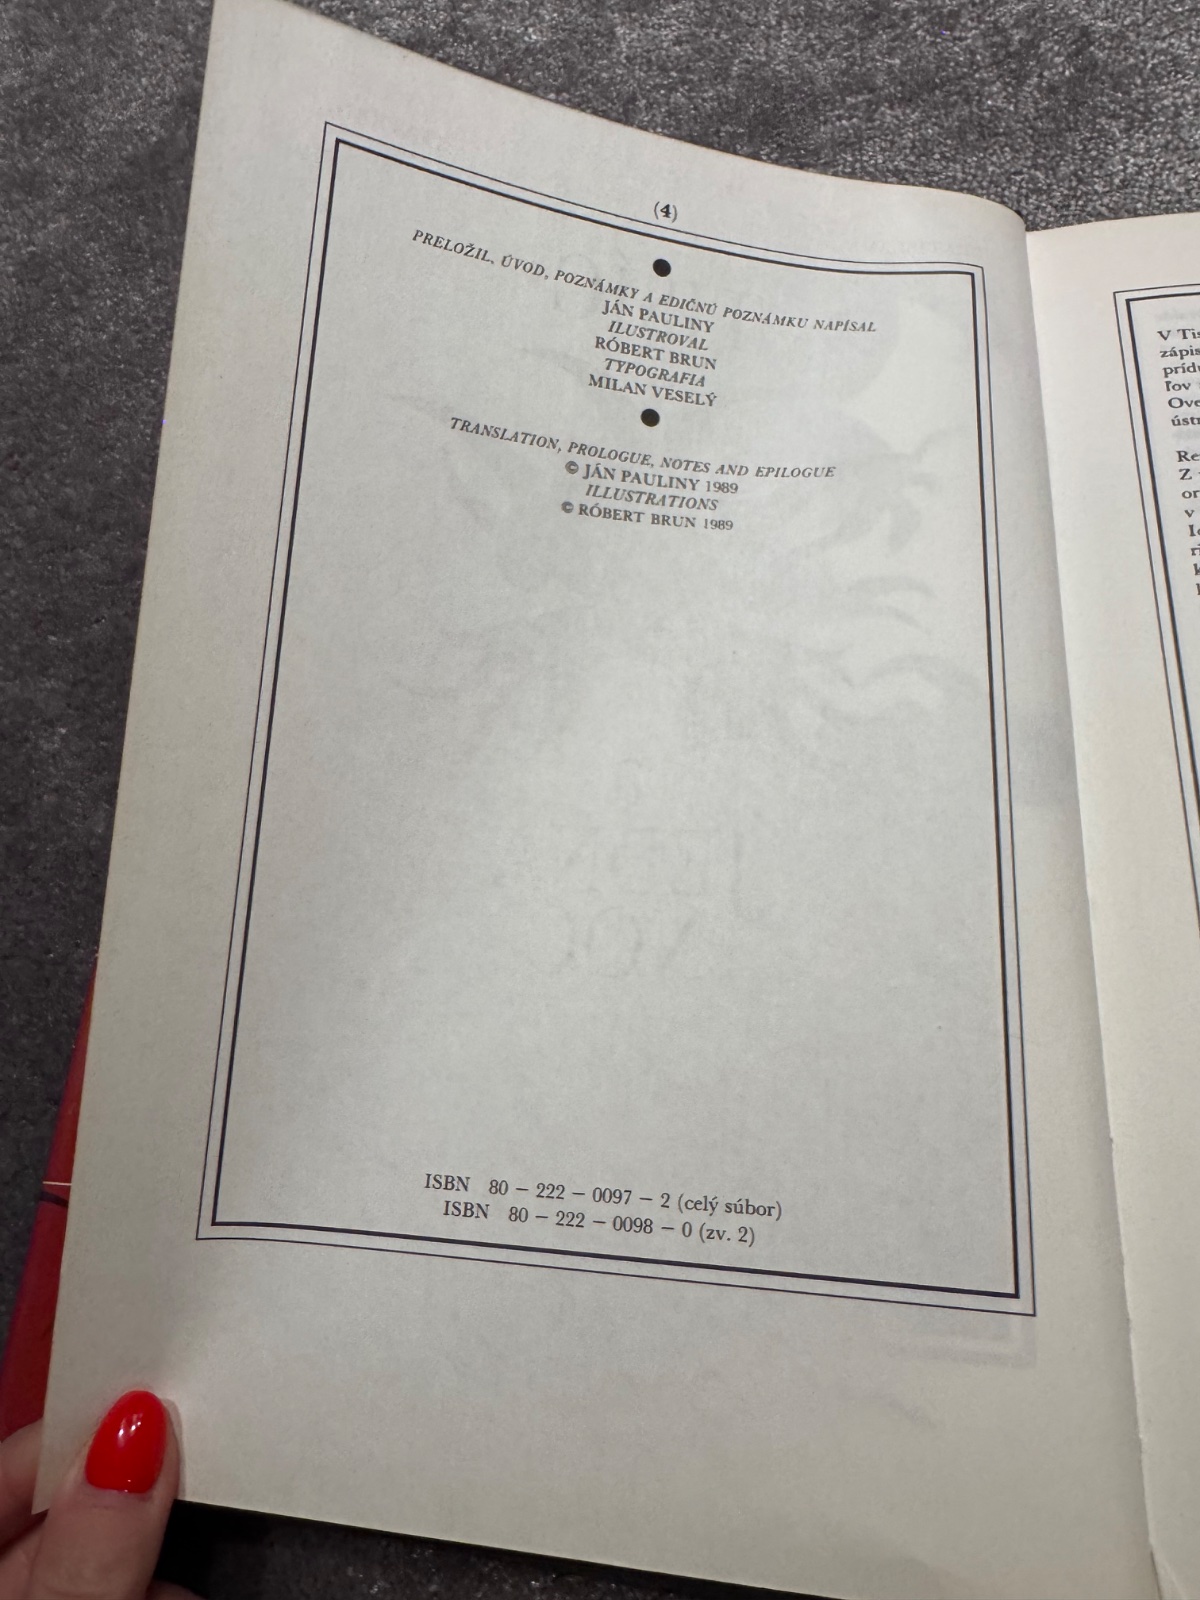 (4)
PRELOŽIL, ÚVOD, POZNÁMKY A EDIČNÚ POZNÁMKU NAPÍSAL
JÁN PAULINY
ILUSTROVAL
RÓBERT BRUN
TYPOGRAFIA
MILAN VESELÝ
TRANSLATION, PROLOGUE, NOTES AND EPILOGUE
© JÁN PAULINY 1989
ILLUSTRATIONS
© RÓBERT BRUN 1989
ISBN 80 – 222 – 0097 – 2 (celý súbor)
ISBN 80 – 222 – 0098 – 0 (zv. 2)
V
Z
v